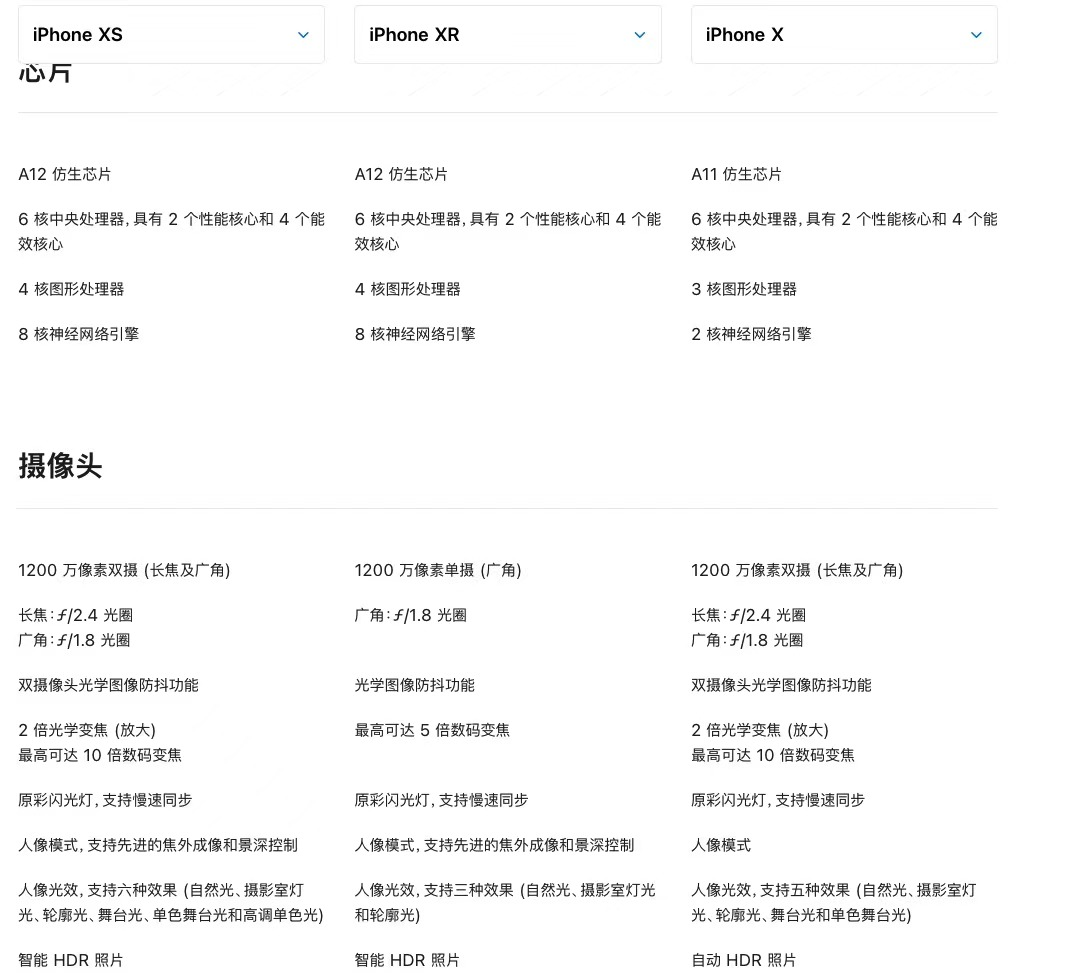 iPhone XS
iPhone XR
iPhone X
芯片
A12 仿生芯片
A12 仿生芯片
A11 仿生芯片
6 核中央处理器, 具有 2 个性能核心和 4 个能
效核心
6 核中央处理器, 具有 2 个性能核心和 4 个能
效核心
6 核中央处理器, 具有 2 个性能核心和 4 个能
效核心
4 核图形处理器
4 核图形处理器
3 核图形处理器
8 核神经网络引擎
8 核神经网络引擎
2 核神经网络引擎
摄像头
1200 万像素双摄 (长焦及广角)
1200 万像素单摄 (广角)
1200 万像素双摄 (长焦及广角)
长焦: ƒ/2.4 光圈
广角: ƒ/1.8 光圈
广角: ƒ/1.8 光圈
长焦: ƒ/2.4 光圈
广角: ƒ/1.8 光圈
双摄像头光学图像防抖功能
光学图像防抖功能
双摄像头光学图像防抖功能
2 倍光学变焦 (放大)
最高可达 10 倍数码变焦
最高可达 5 倍数码变焦
2 倍光学变焦 (放大)
最高可达 10 倍数码变焦
原彩闪光灯, 支持慢速同步
原彩闪光灯, 支持慢速同步
原彩闪光灯, 支持慢速同步
人像模式, 支持先进的焦外成像和景深控制
人像模式, 支持先进的焦外成像和景深控制
人像模式
人像光效, 支持六种效果 (自然光、摄影室灯
光、轮廓光、舞台光、单色舞台光和高调单色光)
人像光效, 支持三种效果 (自然光、摄影室灯光
和轮廓光)
人像光效, 支持五种效果 (自然光、摄影室灯
光、轮廓光、舞台光和单色舞台光)
智能 HDR 照片
智能 HDR 照片
自动 HDR 照片